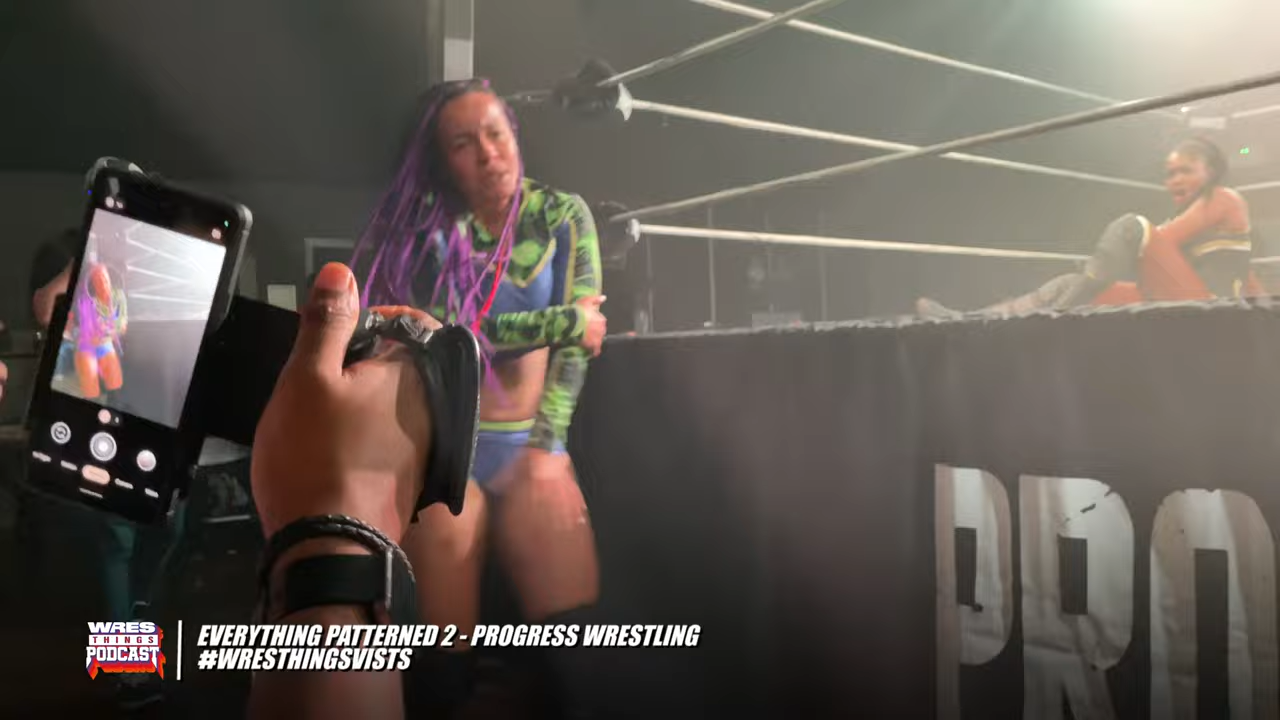 WRES
THINGS
PODCAST
EVERYTHING PATTERNED 2 - PROGRESS WRESTLING
#WRESTHINGSVISTS
PRO